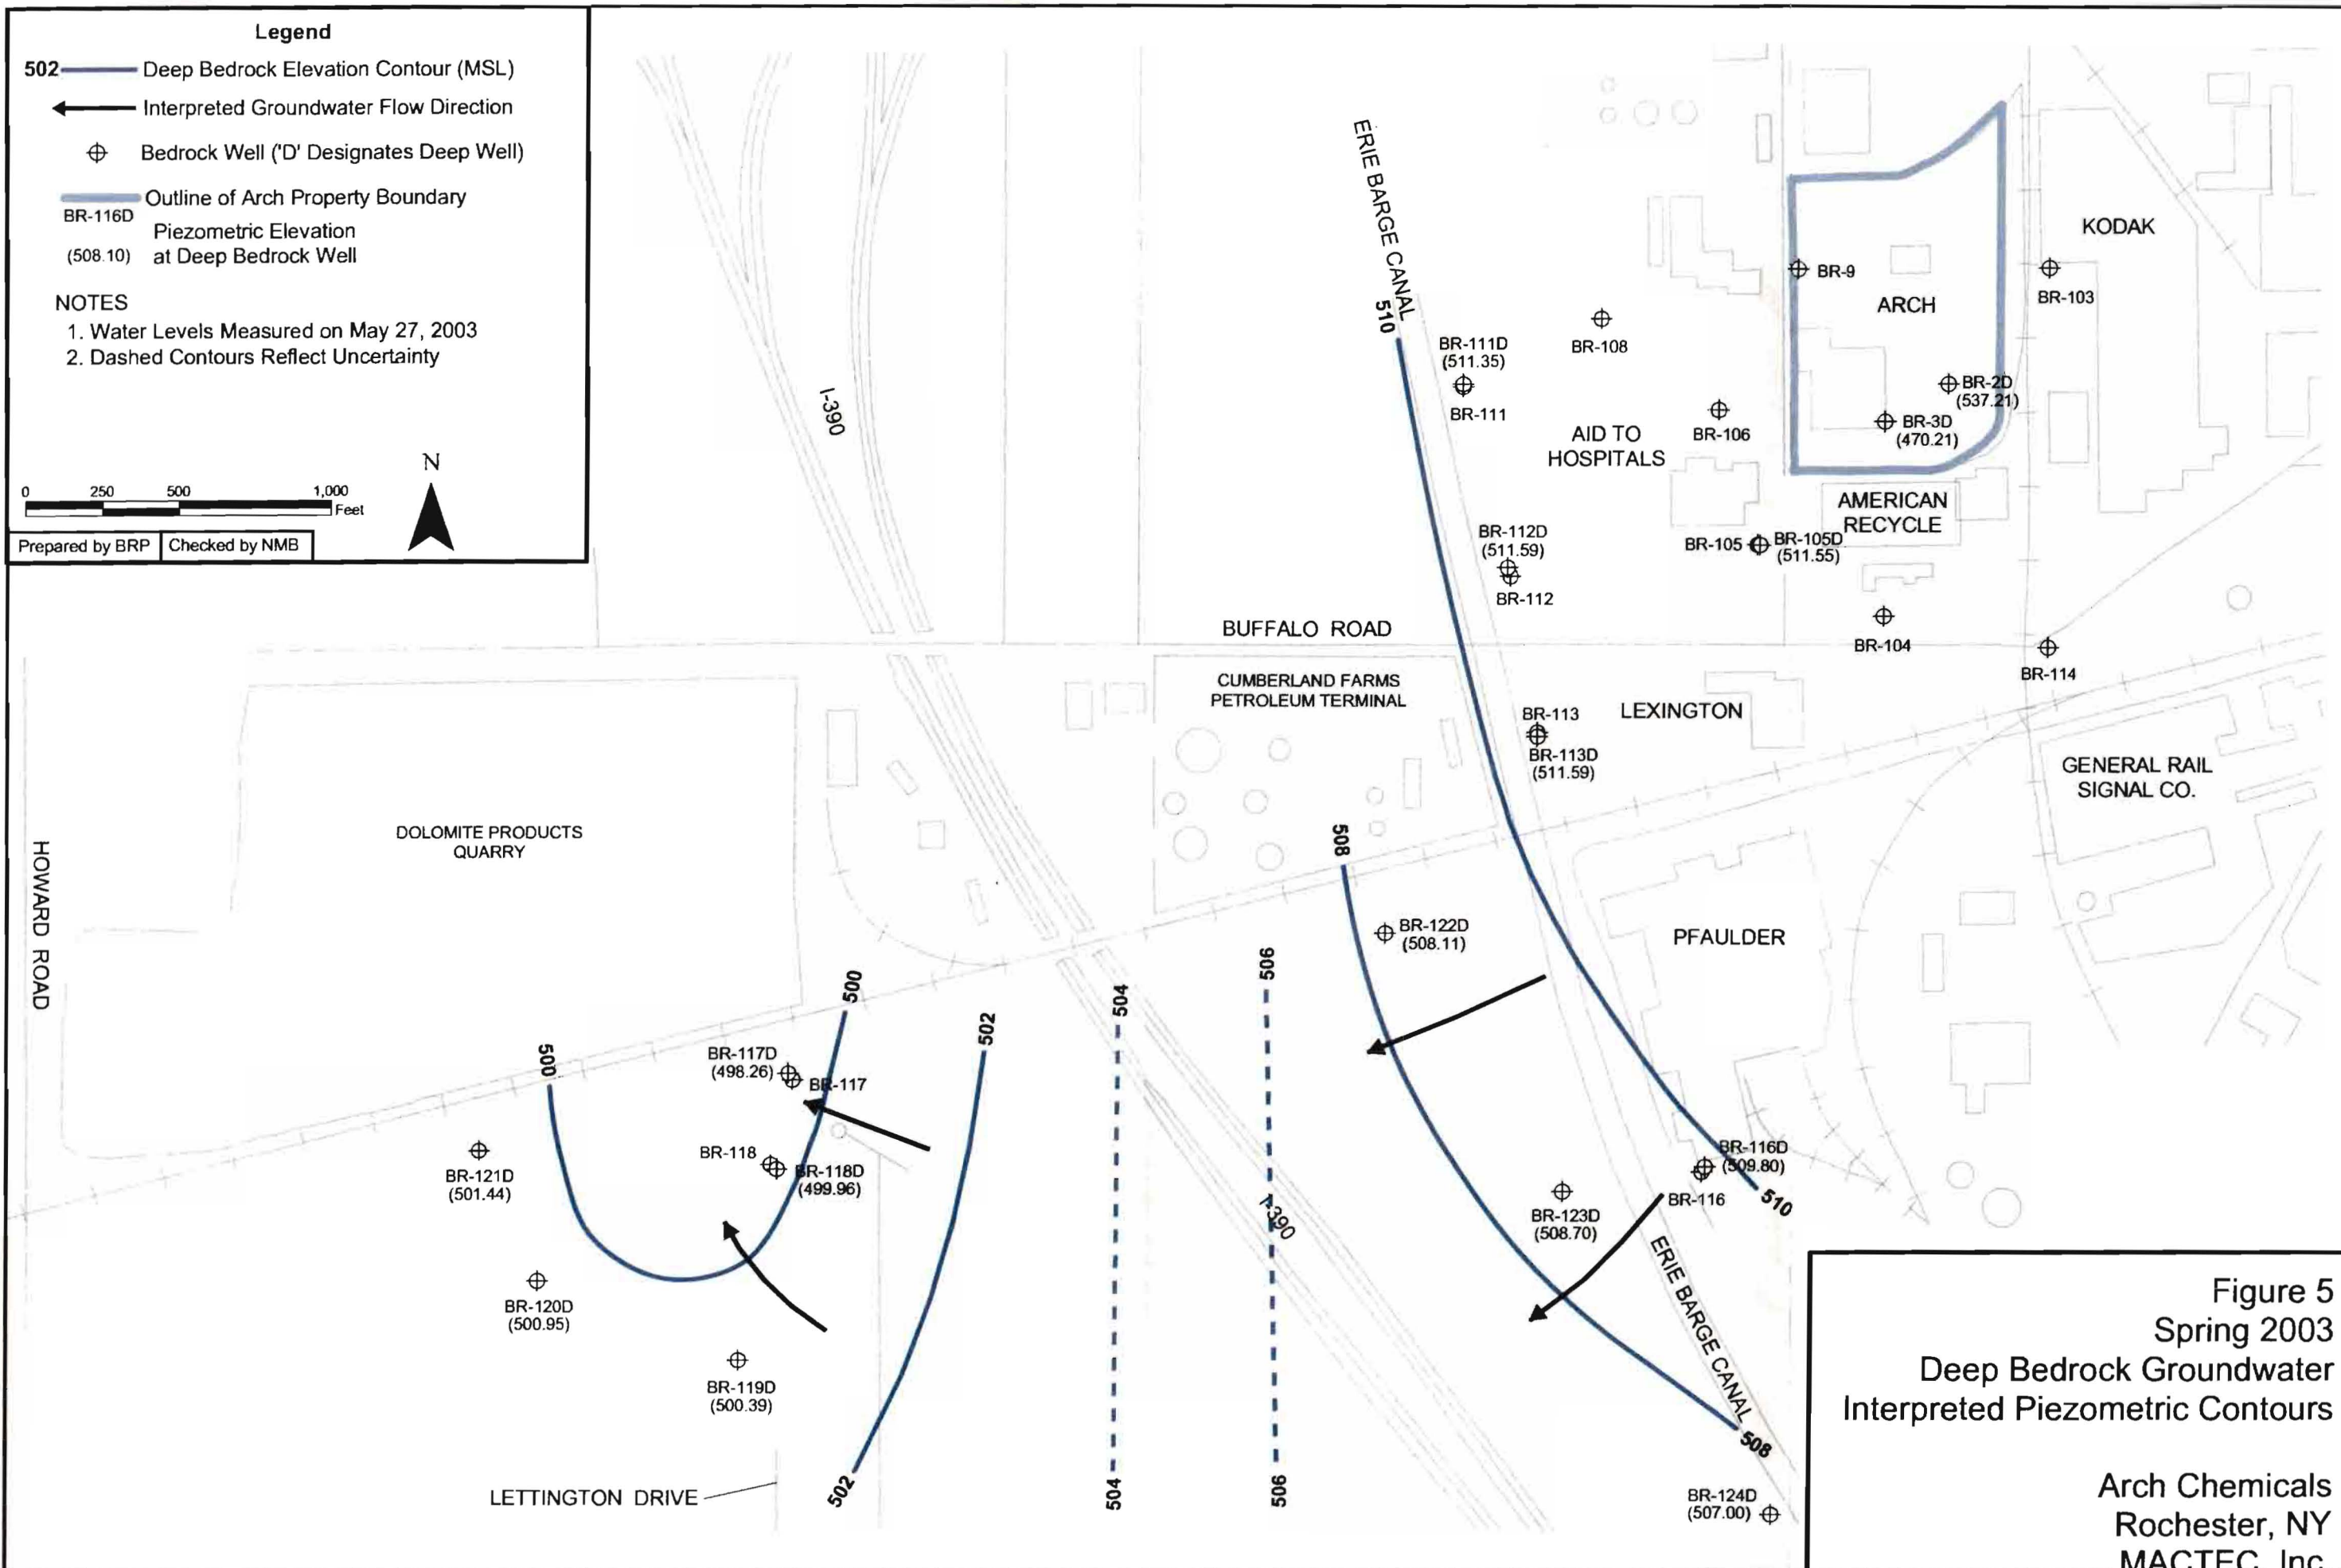 Legend
502 Deep Bedrock Elevation Contour (MSL)
Interpreted Groundwater Flow Direction
Bedrock Well ('D' Designates Deep Well)
Outline of Arch Property Boundary
BR-116D
Piezometric Elevation
(508.10) at Deep Bedrock Well
NOTES
1. Water Levels Measured on May 27, 2003
2. Dashed Contours Reflect Uncertainty
N
0 250 500 1,000
Feet
Prepared by BRP Checked by NMB
ERIE BARGE CANAL
510
I-390
BR-111D
(511.35)
BR-111
BR-108
BR-106
AID TO
HOSPITALS
BR-9
ARCH
KODAK
BR-103
BR-2D
(537.21)
BR-3D
(470.21)
AMERICAN
RECYCLE
BR-112D
(511.59)
BR-112
BR-105
BR-105D
(511.55)
BR-104
BR-114
BUFFALO ROAD
CUMBERLAND FARMS
PETROLEUM TERMINAL
BR-113
BR-113D
(511.59)
LEXINGTON
GENERAL RAIL
SIGNAL CO.
DOLOMITE PRODUCTS
QUARRY
HOWARD ROAD
508
BR-122D
(508.11)
PFAULDER
506
504
500
502
500
BR-117D
(498.26)
BR-117
BR-118
BR-118D
(499.96)
BR-121D
(501.44)
BR-120D
(500.95)
BR-119D
(500.39)
BR-116D
(509.80)
BR-116
510
BR-123D
(508.70)
I-390
ERIE BARGE CANAL
508
502
504
506
LETTINGTON DRIVE
BR-124D
(507.00)
Figure 5
Spring 2003
Deep Bedrock Groundwater
Interpreted Piezometric Contours
Arch Chemicals
Rochester, NY
MACTEC, Inc.